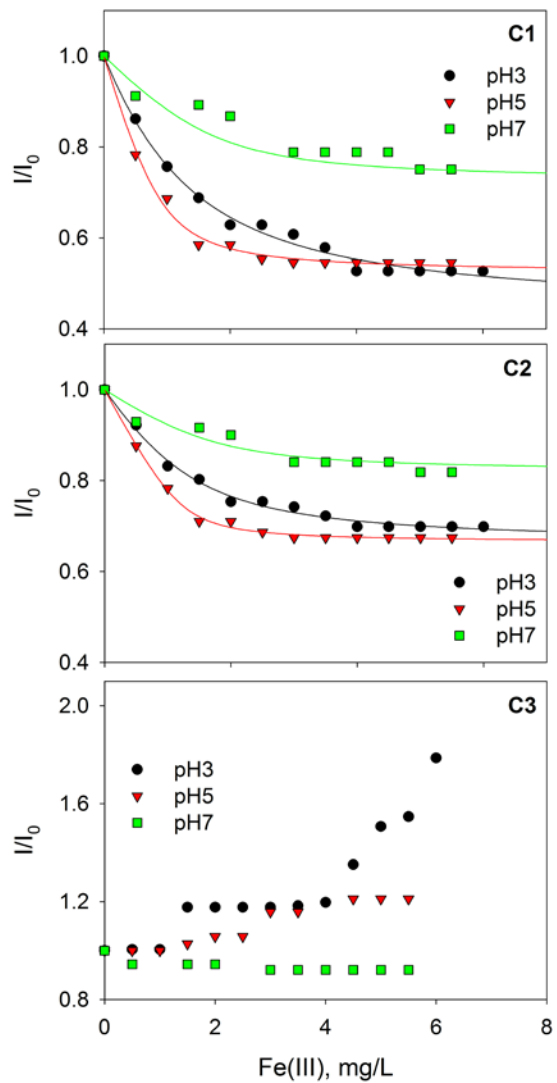 C1
1.0
0.8
0.6
0.4
I/I₀
pH3
pH5
pH7
C2
1.0
0.8
0.6
0.4
I/I₀
pH3
pH5
pH7
C3
2.0
1.6
1.2
0.8
I/I₀
pH3
pH5
pH7
0 2 4 6 8
Fe(III), mg/L